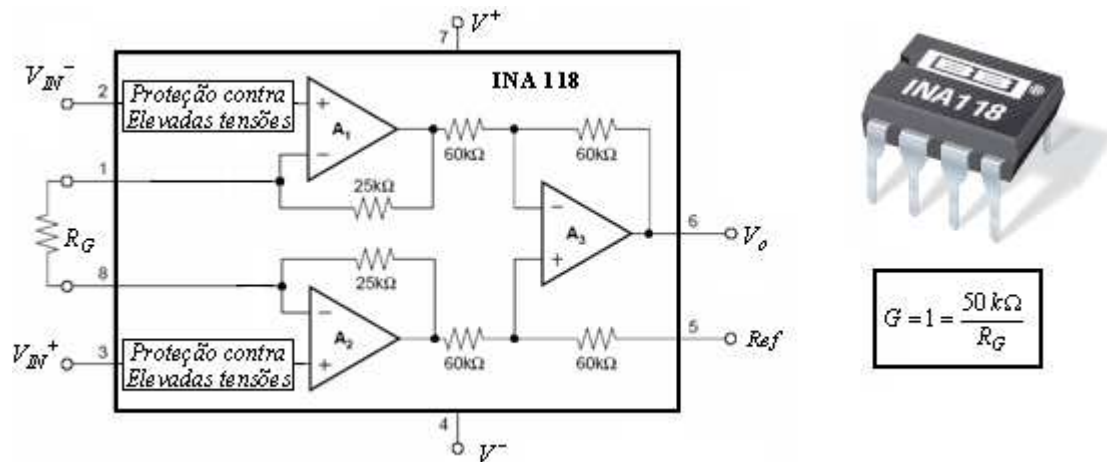 V⁺
7
INA 118
V_IN⁻
2
Proteção contra
Elevadas tensões
+
A₁
−
60kΩ
60kΩ
1
25kΩ
R_G
−
A₃
+
6
V_o
8
25kΩ
−
A₂
+
60kΩ
60kΩ
5
Ref
V_IN⁺
3
Proteção contra
Elevadas tensões
4
V⁻
BB
®
INA118
G = 1 = 50 kΩ / R_G